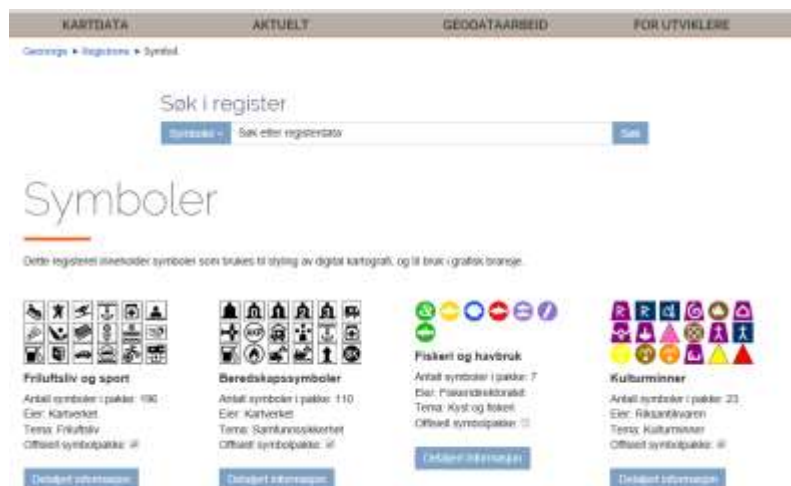 KARTDATA AKTUELT GEODATAARBEID FOR UTVIKLERE
Geonorge ▸ Registrene ▸ Symbol
Søk i register
Symboler Søk etter registerdata Søk
Symboler
Dette registeret inneholder symboler som brukes til styling av digital kartografi, og til bruk i grafisk bransje.
Friluftsliv og sport
Antall symboler i pakke: 196
Eier: Kartverket
Tema: Friluftsliv
Offisiell symbolpakke:
Detaljert informasjon
Beredskapssymboler
Antall symboler i pakke: 110
Eier: Kartverket
Tema: Samfunnssikkerhet
Offisiell symbolpakke:
Detaljert informasjon
Fiskeri og havbruk
Antall symboler i pakke: 7
Eier: Fiskeridirektoratet
Tema: Kyst og fiskeri
Offisiell symbolpakke:
Detaljert informasjon
Kulturminner
Antall symboler i pakke: 23
Eier: Riksantikvaren
Tema: Kulturminner
Offisiell symbolpakke:
Detaljert informasjon